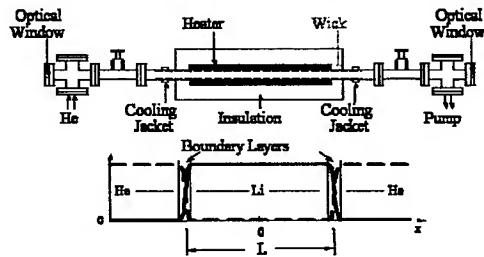 Optical
Window
Heater
Wick
Optical
Window
He
Cooling
Jacket
Insulation
Cooling
Jacket
Pump
Boundary Layers
He
Li
He
0
0
x
L